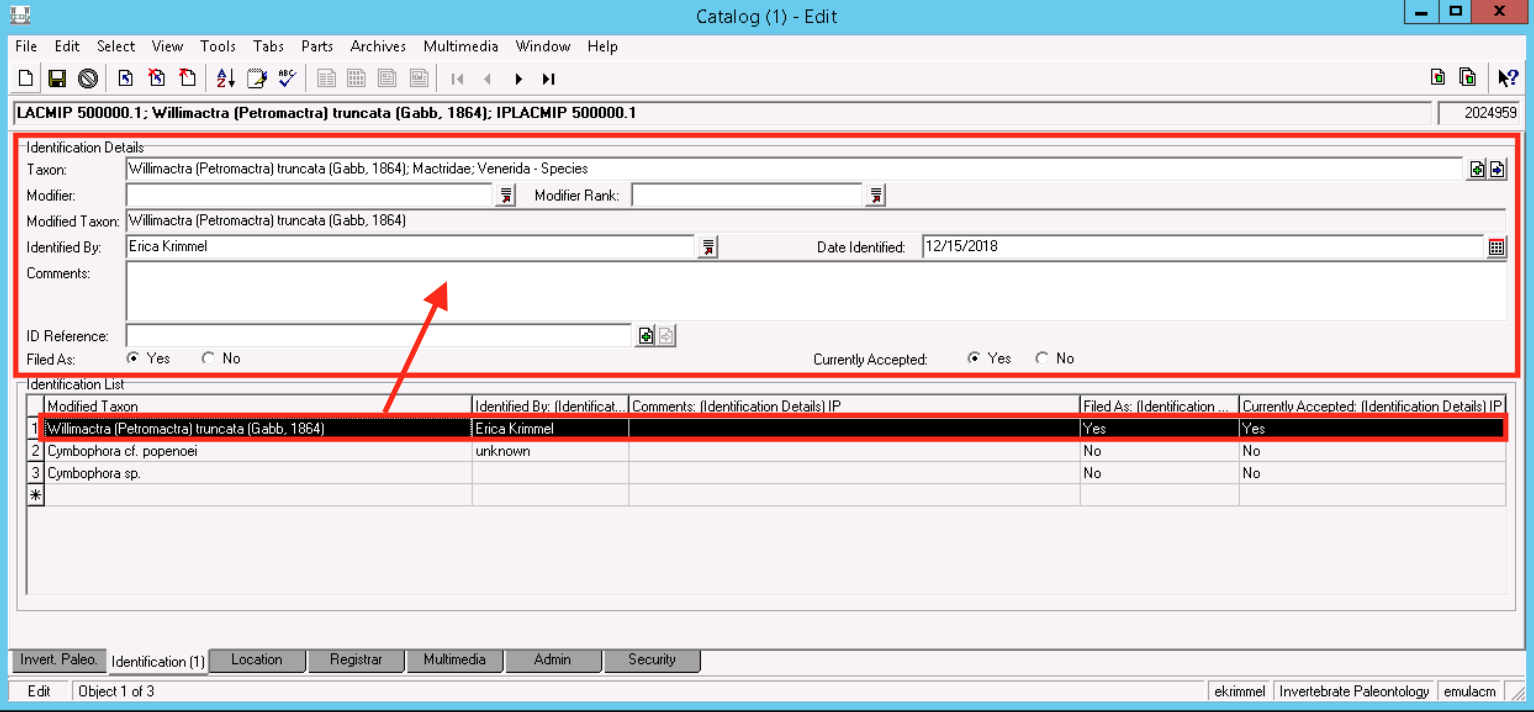 Catalog (1) - Edit
File Edit Select View Tools Tabs Parts Archives Multimedia Window Help
LACMIP 500000.1; Willimactra (Petromactra) truncata (Gabb, 1864); IPLACMIP 500000.1 2024959
Identification Details
Taxon: Willimactra (Petromactra) truncata (Gabb, 1864); Mactridae; Venerida - Species
Modifier: Modifier Rank:
Modified Taxon: Willimactra (Petromactra) truncata (Gabb, 1864)
Identified By: Erica Krimmel Date Identified: 12/15/2018
Comments:
ID Reference:
Filed As: Yes No Currently Accepted: Yes No
Identification List
Modified Taxon Identified By: (Identificat... Comments: (Identification Details) IP Filed As: (Identification ... Currently Accepted: (Identification Details) IP
1 Willimactra (Petromactra) truncata (Gabb, 1864) Erica Krimmel Yes Yes
2 Cymbophora cf. popenoei unknown No No
3 Cymbophora sp. No No
Invert. Paleo. Identification (1) Location Registrar Multimedia Admin Security
Edit Object 1 of 3 ekrimmel Invertebrate Paleontology emulacm